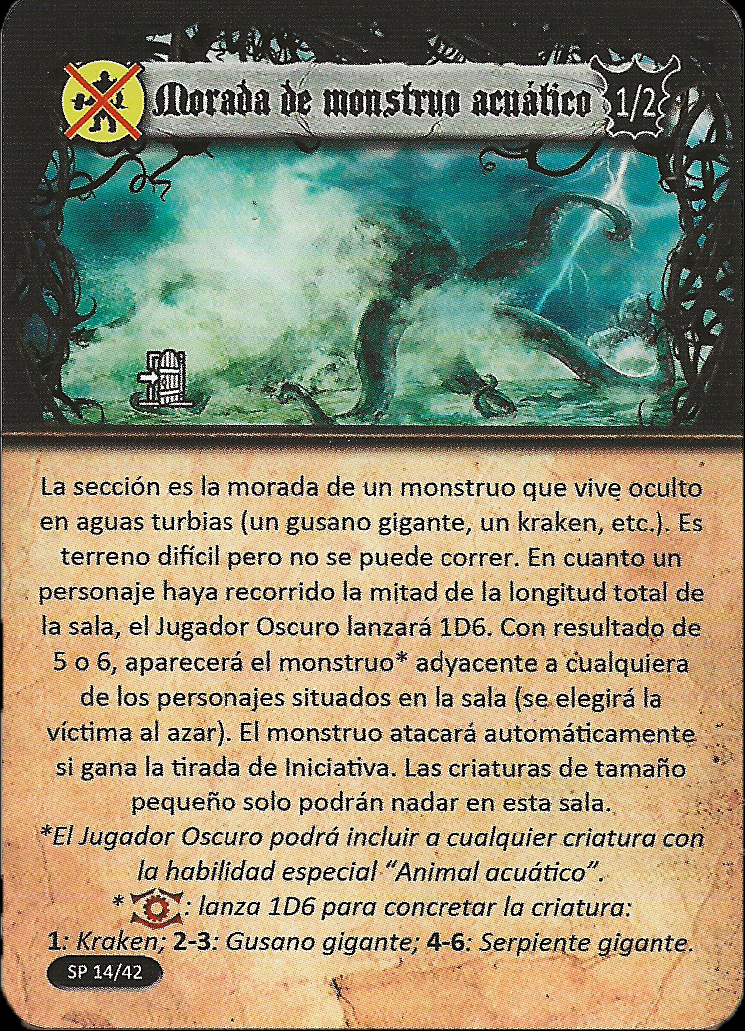 Morada de monstruo acuático
1/2
La sección es la morada de un monstruo que vive oculto
en aguas turbias (un gusano gigante, un kraken, etc.). Es
terreno difícil pero no se puede correr. En cuanto un
personaje haya recorrido la mitad de la longitud total de
la sala, el Jugador Oscuro lanzará 1D6. Con resultado de
5 o 6, aparecerá el monstruo* adyacente a cualquiera
de los personajes situados en la sala (se elegirá la
víctima al azar). El monstruo atacará automáticamente
si gana la tirada de Iniciativa. Las criaturas de tamaño
pequeño solo podrán nadar en esta sala.
*El Jugador Oscuro podrá incluir a cualquier criatura con
la habilidad especial “Animal acuático”.
* : lanza 1D6 para concretar la criatura:
1: Kraken; 2-3: Gusano gigante; 4-6: Serpiente gigante.
SP 14/42